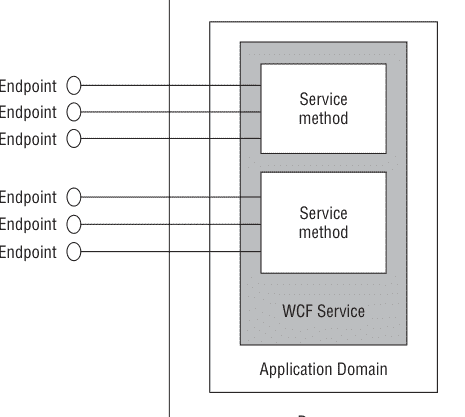 Endpoint
Endpoint
Endpoint
Service
method
Endpoint
Endpoint
Endpoint
Service
method
WCF Service
Application Domain